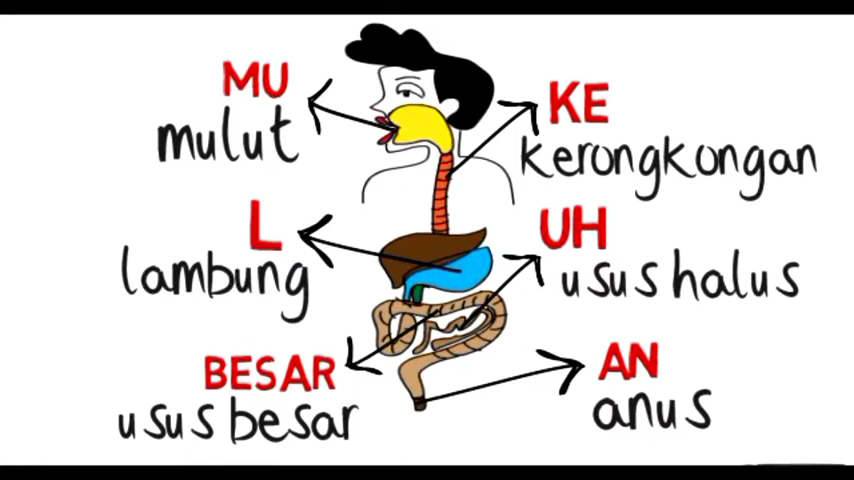 MU
mulut
KE
kerongkongan
L
lambung
UH
usus halus
BESAR
usus besar
AN
anus